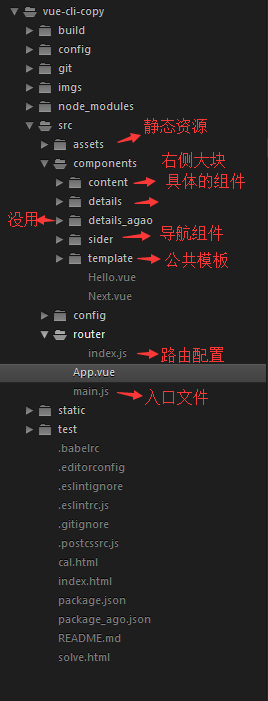 vue-cli-copy
build
config
git
imgs
node_modules
src
assets 静态资源
components 右侧大块
content 具体的组件
details
没用 details_agao
sider 导航组件
template 公共模板
Hello.vue
Next.vue
config
router
index.js 路由配置
App.vue
main.js 入口文件
static
test
.babelrc
.editorconfig
.eslintignore
.eslintrc.js
.gitignore
.postcssrc.js
cal.html
index.html
package.json
package_ago.json
README.md
solve.html